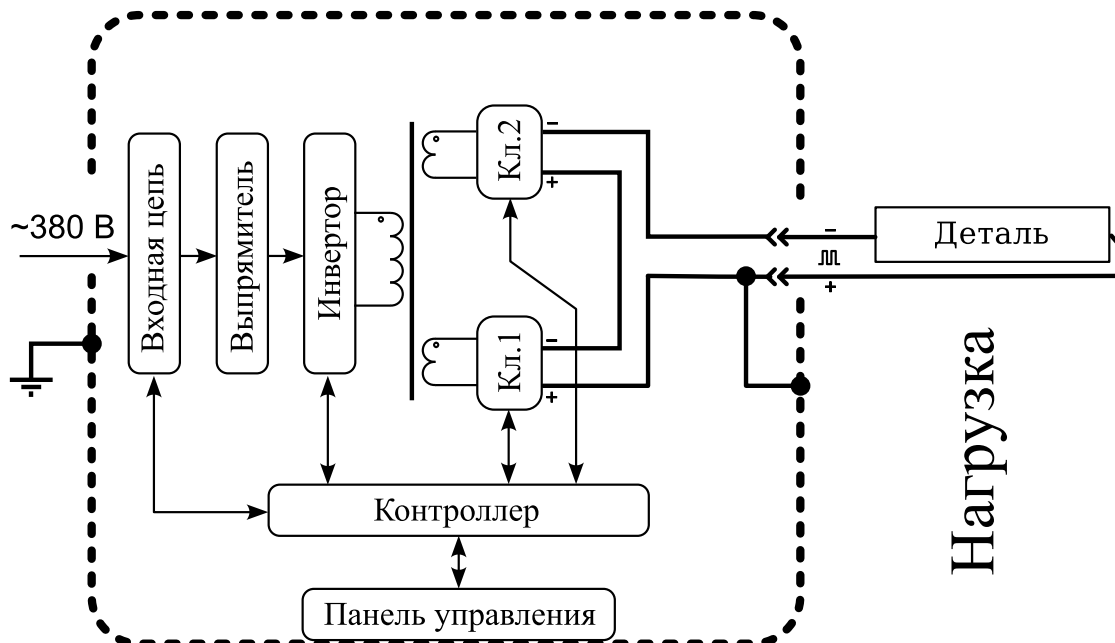 ~380 В
Входная цепь
Выпрямитель
Инвертор
Кл.2
-
+
Кл.1
-
+
-
+
Деталь
Нагрузка
Контроллер
Панель управления